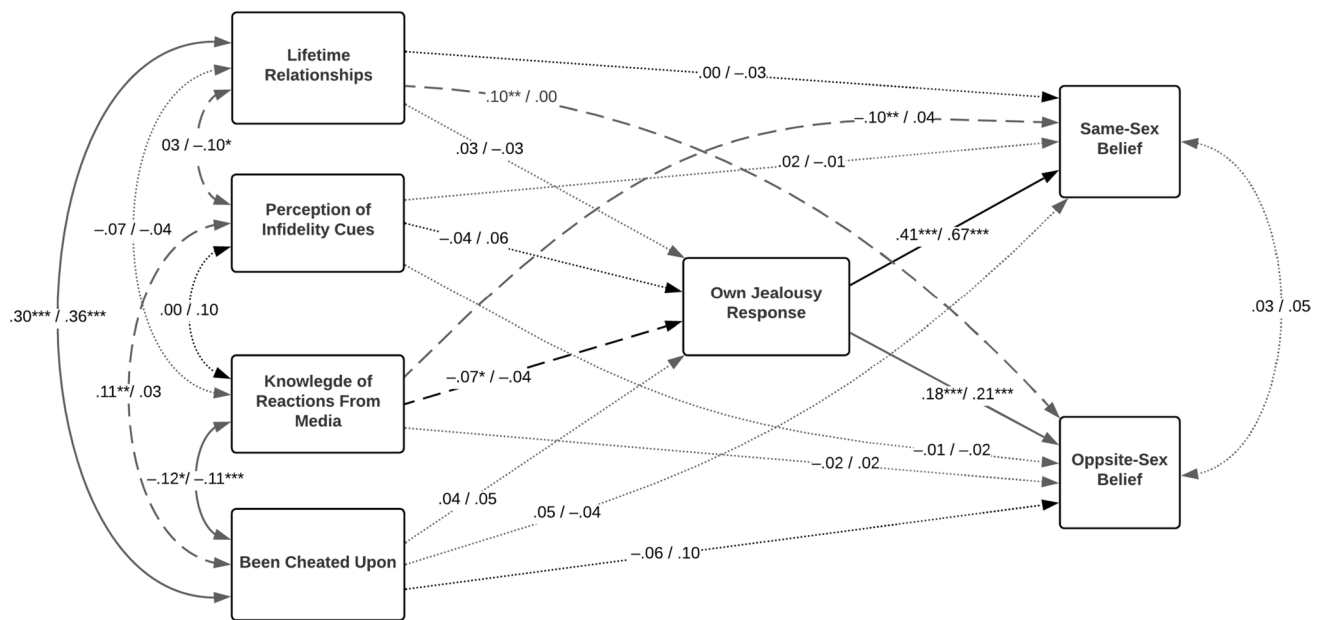 Lifetime
Relationships
.00 / –.03
.10** / .00
–.10** / .04
Same-Sex
Belief
03 / –.10*
.03 / –.03
.02 / –.01
Perception of
Infidelity Cues
–.07 / –.04
–.04 / .06
.41***/ .67***
.00 / .10
Own Jealousy
Response
.30*** / .36***
.03 / .05
Knowlegde of
Reactions From
Media
–.07* / –.04
.11**/ .03
.18***/ .21***
–.01 / –.02
–.02 / .02
Oppsite-Sex
Belief
–.12*/ –.11***
.04 / .05
.05 / –.04
Been Cheated Upon
–.06 / .10